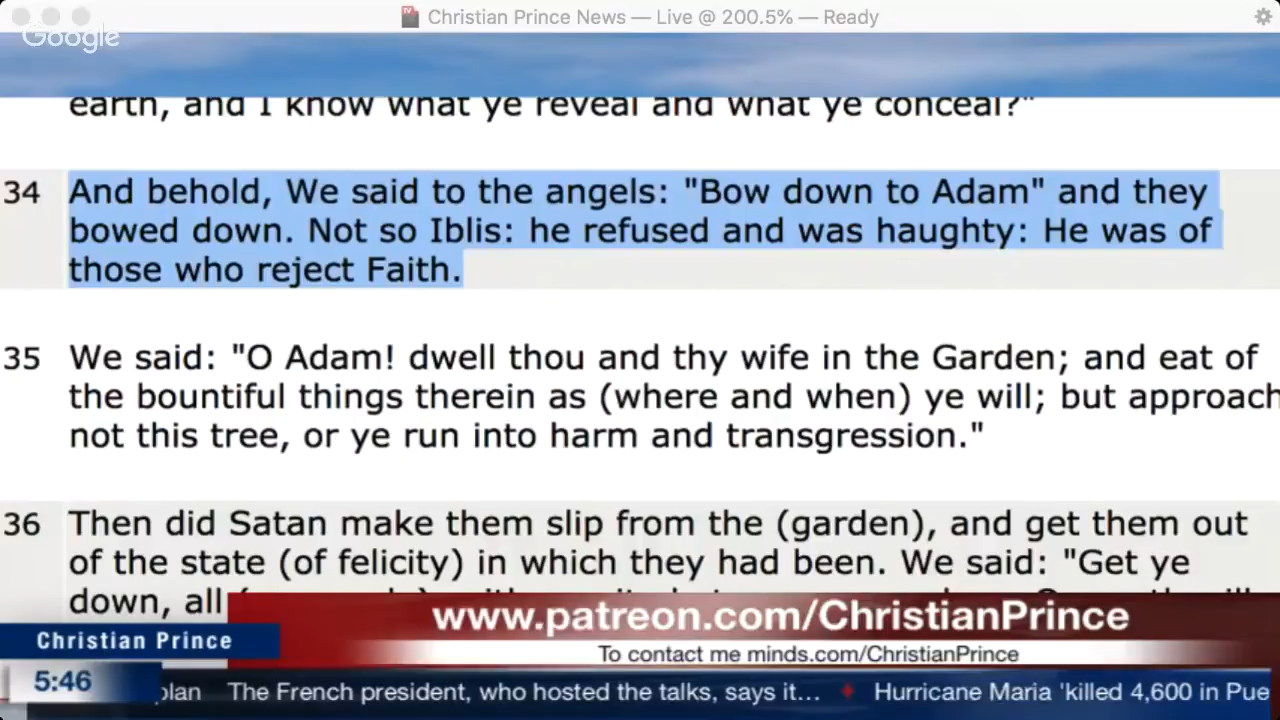 Christian Prince News — Live @ 200.5% — Ready
Google
earth, and I know what ye reveal and what ye conceal?"
34 And behold, We said to the angels: "Bow down to Adam" and they
bowed down. Not so Iblis: he refused and was haughty: He was of
those who reject Faith.
35 We said: "O Adam! dwell thou and thy wife in the Garden; and eat of
the bountiful things therein as (where and when) ye will; but approach
not this tree, or ye run into harm and transgression."
36 Then did Satan make them slip from the (garden), and get them out
of the state (of felicity) in which they had been. We said: "Get ye
down, all
www.patreon.com/ChristianPrince
Christian Prince
To contact me minds.com/ChristianPrince
5:46
The French president, who hosted the talks, says it... Hurricane Maria 'killed 4,600 in Pue